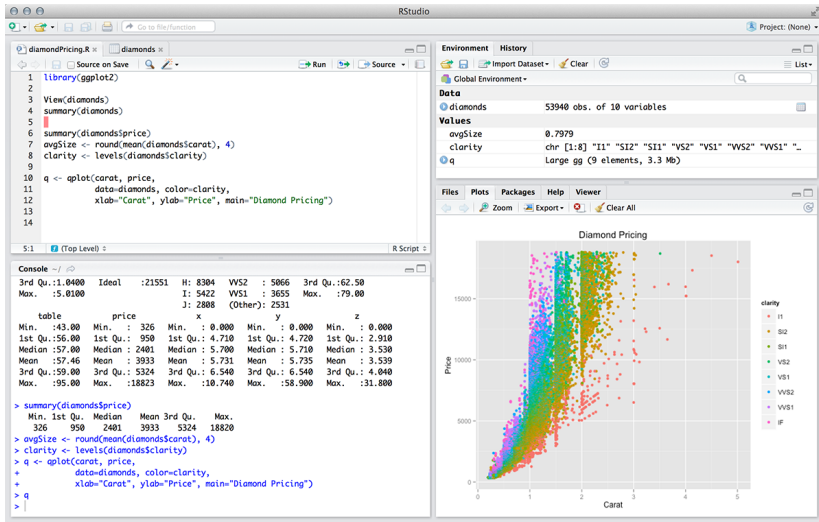 RStudio
Go to file/function
Project: (None)
diamondPricing.R ×
diamonds ×
Source on Save
Run
Source
1 library(ggplot2)
2
3 View(diamonds)
4 summary(diamonds)
5
6 summary(diamonds$price)
7 avgSize <- round(mean(diamonds$carat), 4)
8 clarity <- levels(diamonds$clarity)
9
10 q <- qplot(carat, price,
11 data=diamonds, color=clarity,
12 xlab="Carat", ylab="Price", main="Diamond Pricing")
13
14
5:1 (Top Level) R Script
Console ~/
3rd Qu.:1.0400 Ideal :21551 H: 8304 VVS2 : 5066 3rd Qu.:62.50
Max. :5.0100 I: 5422 VVS1 : 3655 Max. :79.00
J: 2808 (Other): 2531
table price x y z
Min. :43.00 Min. : 326 Min. : 0.000 Min. : 0.000 Min. : 0.000
1st Qu.:56.00 1st Qu.: 950 1st Qu.: 4.710 1st Qu.: 4.720 1st Qu.: 2.910
Median :57.00 Median : 2401 Median : 5.700 Median : 5.710 Median : 3.530
Mean :57.46 Mean : 3933 Mean : 5.731 Mean : 5.735 Mean : 3.539
3rd Qu.:59.00 3rd Qu.: 5324 3rd Qu.: 6.540 3rd Qu.: 6.540 3rd Qu.: 4.040
Max. :95.00 Max. :18823 Max. :10.740 Max. :58.900 Max. :31.800
> summary(diamonds$price)
Min. 1st Qu. Median Mean 3rd Qu. Max.
326 950 2401 3933 5324 18820
> avgSize <- round(mean(diamonds$carat), 4)
> clarity <- levels(diamonds$clarity)
> q <- qplot(carat, price,
+ data=diamonds, color=clarity,
+ xlab="Carat", ylab="Price", main="Diamond Pricing")
> q
>
Environment History
Import Dataset
Clear
List
Global Environment
Data
diamonds 53940 obs. of 10 variables
Values
avgSize 0.7979
clarity chr [1:8] "I1" "SI2" "SI1" "VS2" "VS1" "VVS2" "VVS1" "…
q Large gg (9 elements, 3.3 Mb)
Files Plots Packages Help Viewer
Zoom
Export
Clear All
Diamond Pricing
Price
15000
10000
5000
0
0 1 2 3 4 5
Carat
clarity
I1
SI2
SI1
VS2
VS1
VVS2
VVS1
IF